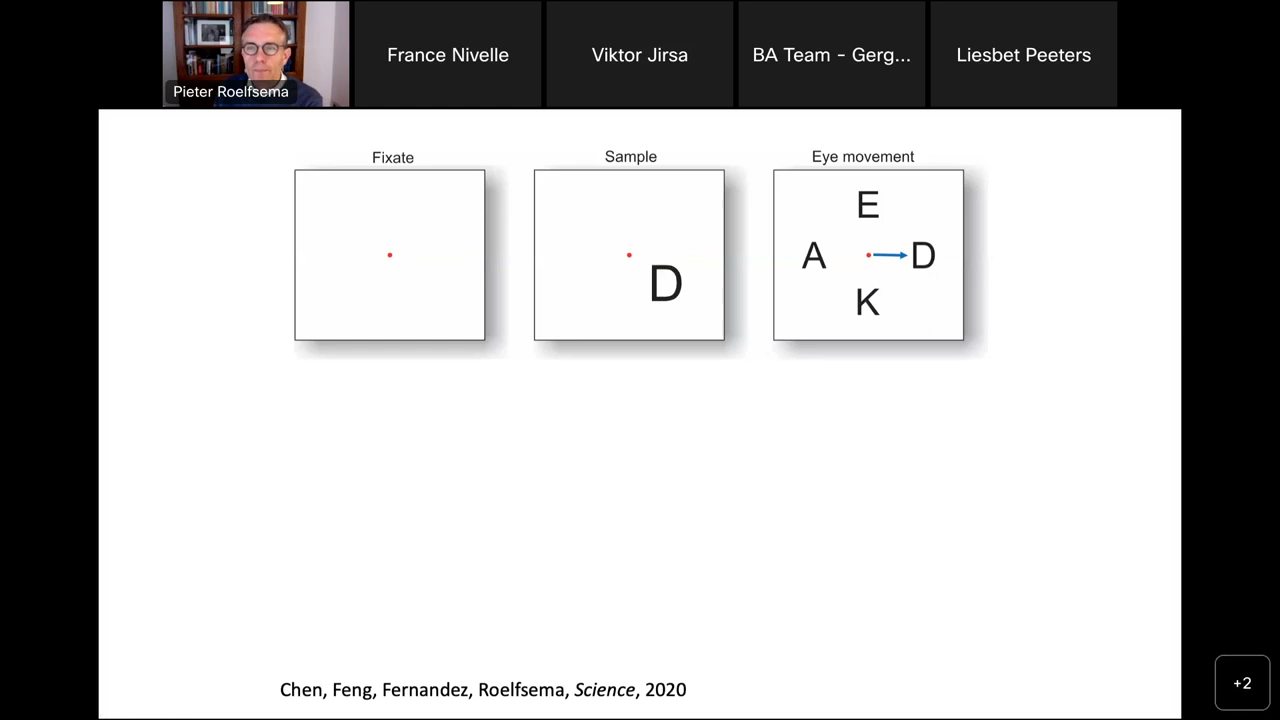 Pieter Roelfsema
France Nivelle
Viktor Jirsa
BA Team - Gerg...
Liesbet Peeters
Fixate
Sample
Eye movement
D
E
A
D
K
Chen, Feng, Fernandez, Roelfsema, Science, 2020
+2